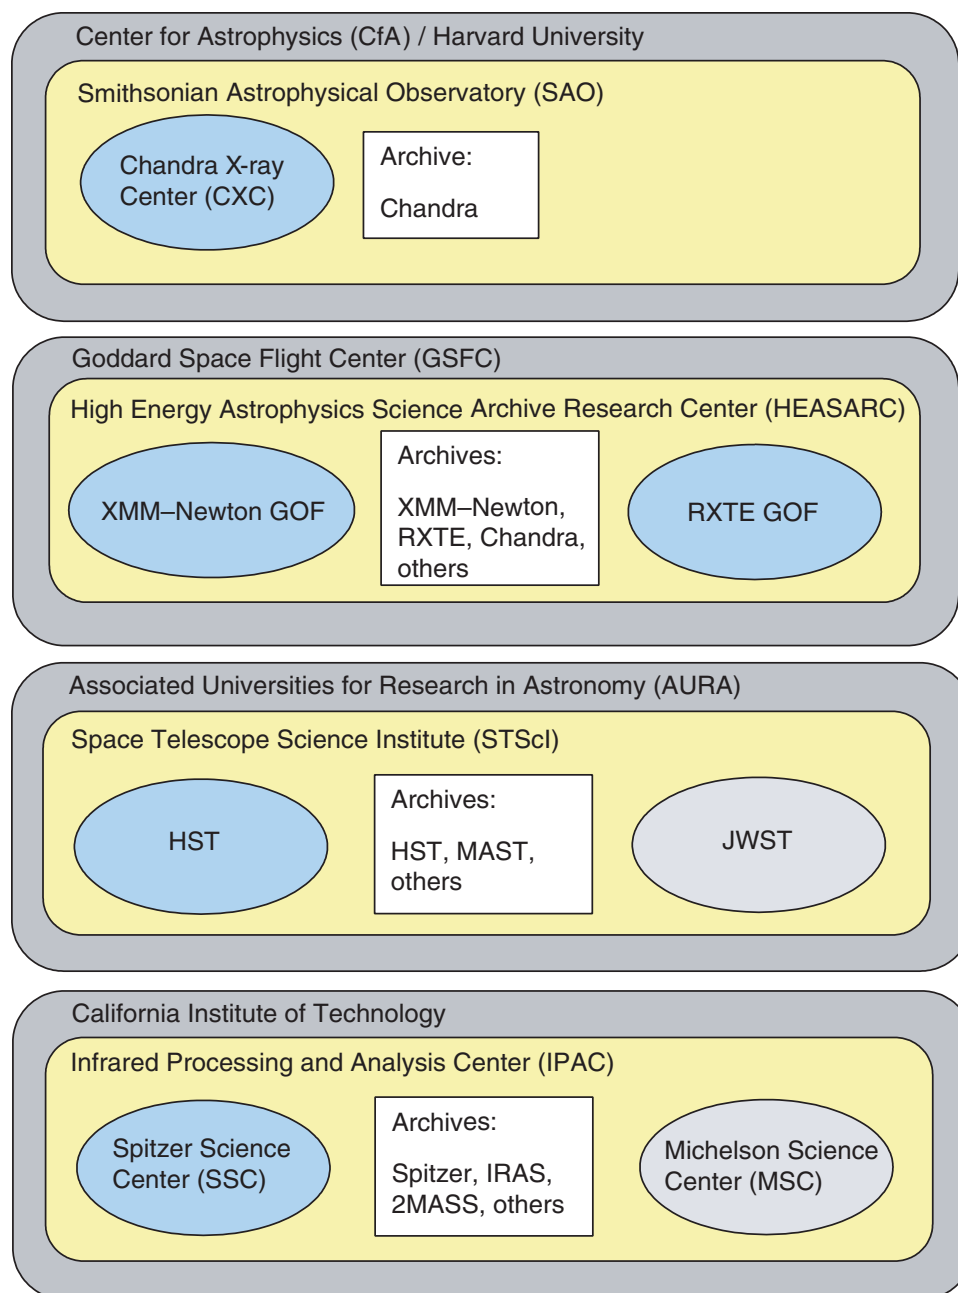 Center for Astrophysics (CfA) / Harvard University
Smithsonian Astrophysical Observatory (SAO)
Chandra X-ray
Center (CXC)
Archive:
Chandra
Goddard Space Flight Center (GSFC)
High Energy Astrophysics Science Archive Research Center (HEASARC)
XMM–Newton GOF
Archives:
XMM–Newton,
RXTE, Chandra,
others
RXTE GOF
Associated Universities for Research in Astronomy (AURA)
Space Telescope Science Institute (STScI)
HST
Archives:
HST, MAST,
others
JWST
California Institute of Technology
Infrared Processing and Analysis Center (IPAC)
Spitzer Science
Center (SSC)
Archives:
Spitzer, IRAS,
2MASS, others
Michelson Science
Center (MSC)